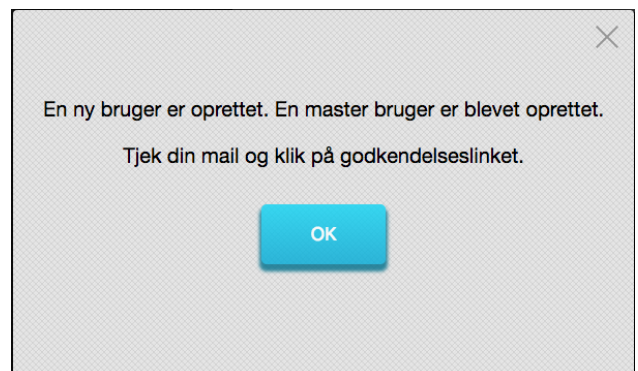 En ny bruger er oprettet. En master bruger er blevet oprettet.
Tjek din mail og klik på godkendelseslinket.
OK